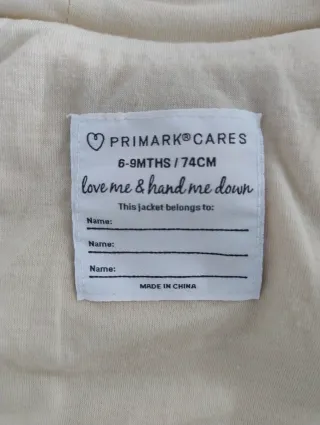 PRIMARK®CARES
6-9MTHS / 74CM
love me & hand me down
This jacket belongs to:
Name:
Name:
Name:
MADE IN CHINA